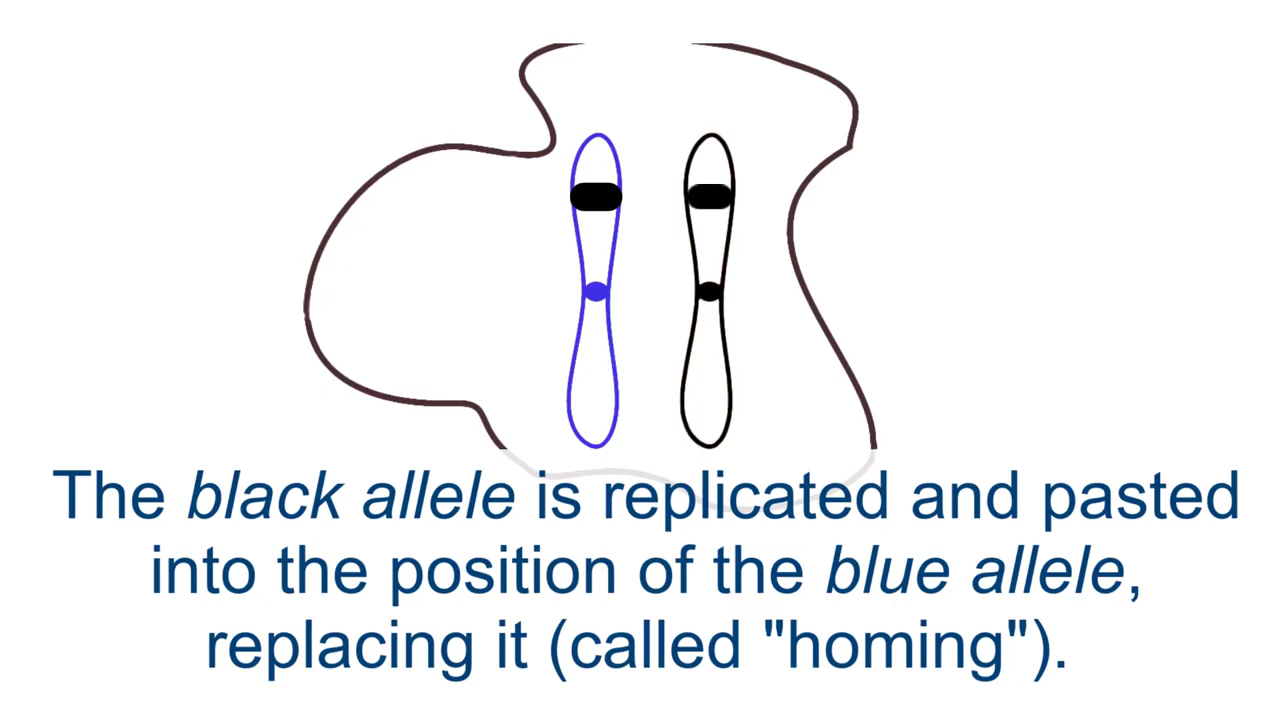 The black allele is replicated and pasted
into the position of the blue allele,
replacing it (called "homing").